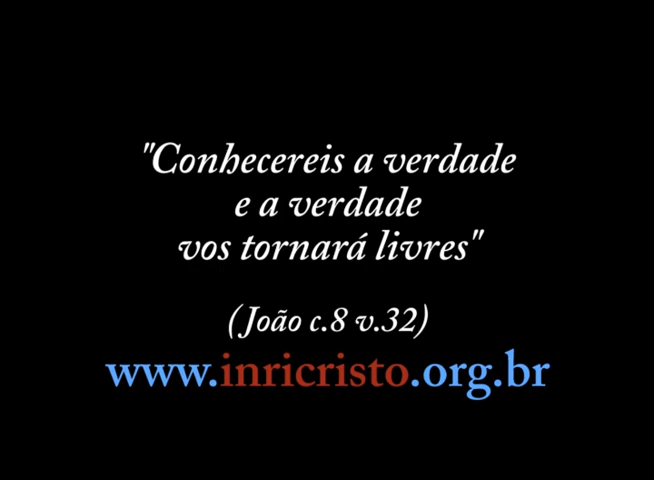 "Conhecereis a verdade
e a verdade
vos tornará livres"
(João c.8 v.32)
www.inricristo.org.br